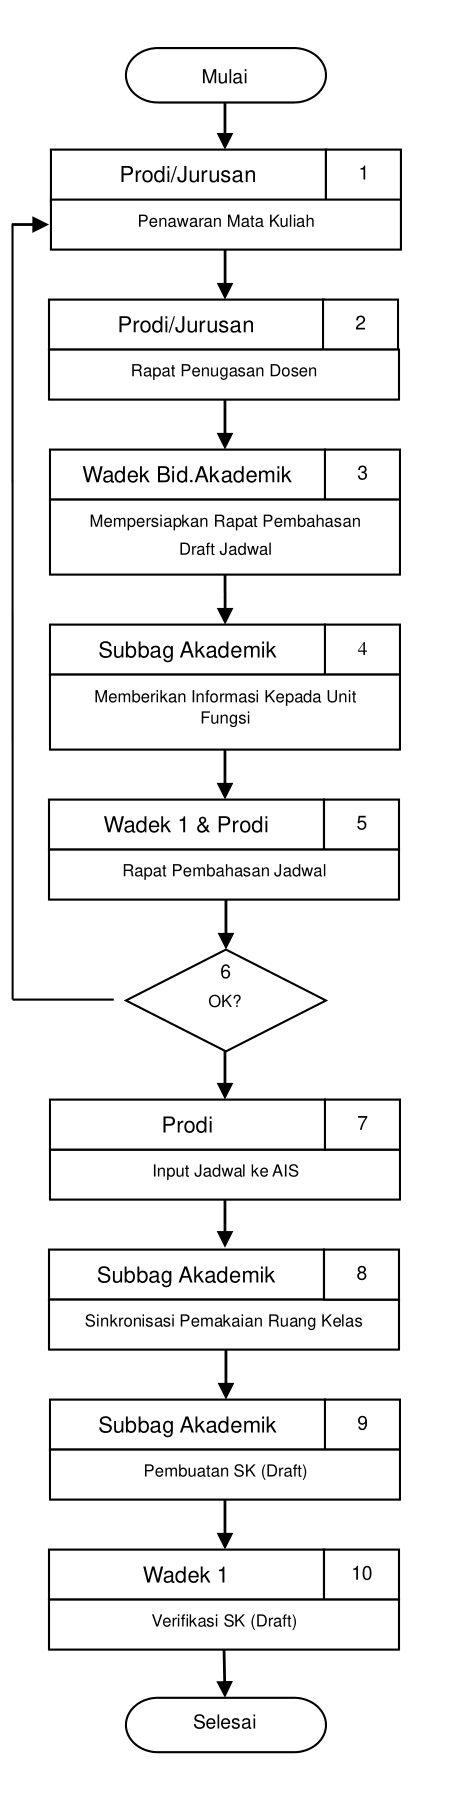 Mulai
Prodi/Jurusan 1
Penawaran Mata Kuliah
Prodi/Jurusan 2
Rapat Penugasan Dosen
Wadek Bid.Akademik 3
Mempersiapkan Rapat Pembahasan
Draft Jadwal
Subbag Akademik 4
Memberikan Informasi Kepada Unit
Fungsi
Wadek 1 & Prodi 5
Rapat Pembahasan Jadwal
6
OK?
Prodi 7
Input Jadwal ke AIS
Subbag Akademik 8
Sinkronisasi Pemakaian Ruang Kelas
Subbag Akademik 9
Pembuatan SK (Draft)
Wadek 1 10
Verifikasi SK (Draft)
Selesai